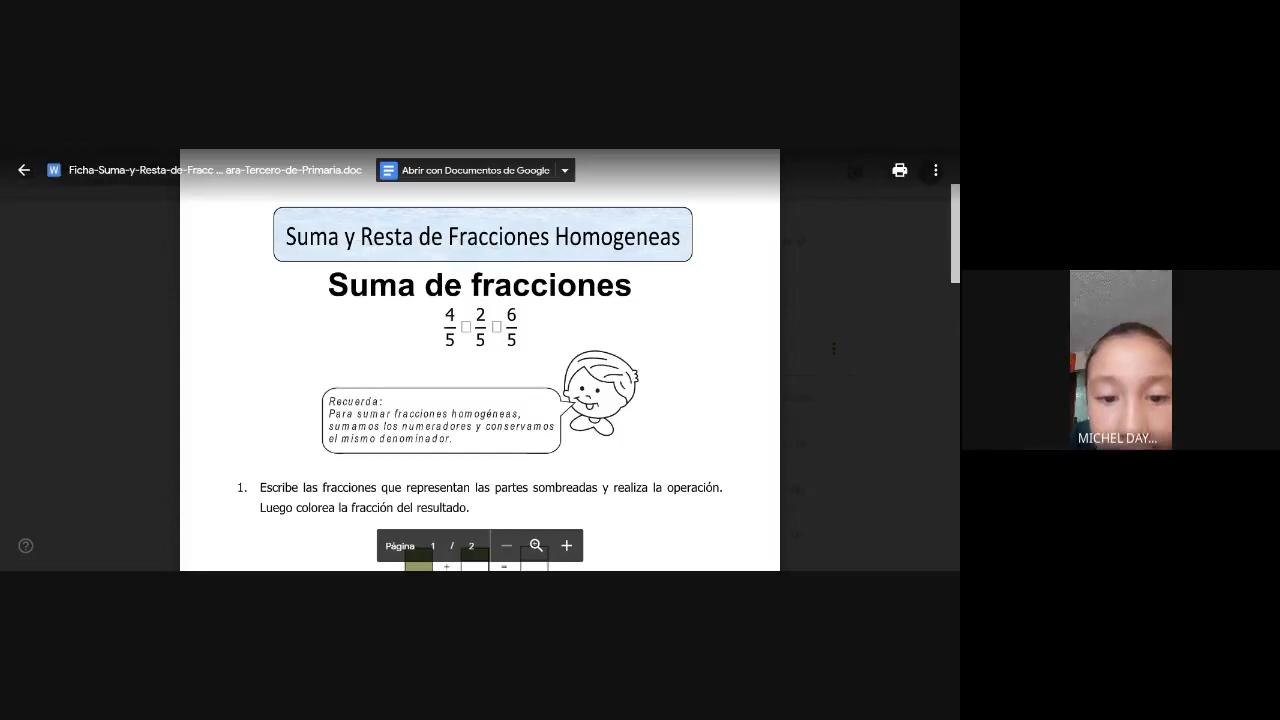 Ficha-Suma-y-Resta-de-Fracc ... ara-Tercero-de-Primaria.doc
Abrir con Documentos de Google
Suma y Resta de Fracciones Homogeneas
Suma de fracciones
4 2 6
5 5 5
Recuerda:
Para sumar fracciones homogéneas,
sumamos los numeradores y conservamos
el mismo denominador.
MICHEL DAY...
1. Escribe las fracciones que representan las partes sombreadas y realiza la operación.
Luego colorea la fracción del resultado.
Página 1 / 2
+ =